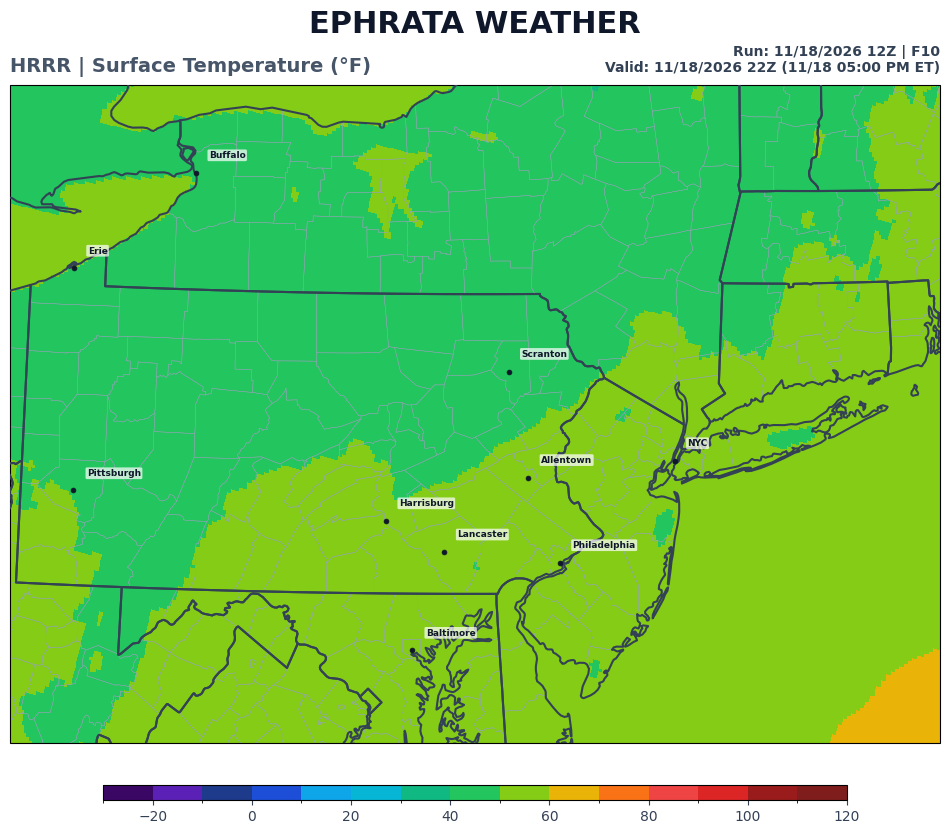 EPHRATA WEATHER
HRRR | Surface Temperature (°F)
Run: 11/18/2026 12Z | F10
Valid: 11/18/2026 22Z (11/18 05:00 PM ET)
Buffalo
Erie
Scranton
NYC
Allentown
Pittsburgh
Harrisburg
Lancaster
Philadelphia
Baltimore
−20 0 20 40 60 80 100 120